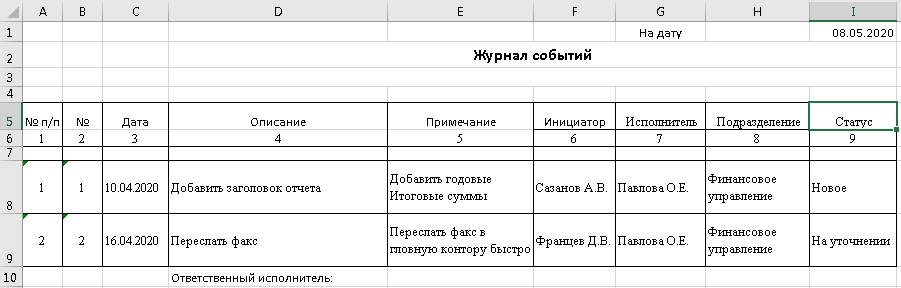 A B C D E F G H I
1 На дату 08.05.2020
2 Журнал событий
3
4
5 № п/п № Дата Описание Примечание Инициатор Исполнитель Подразделение Статус
6 1 2 3 4 5 6 7 8 9
7
Добавить годовые Финансовое
1 1 10.04.2020 Добавить заголовок отчета Сазанов А.В. Павлова О.Е. Новое
8 Итоговые суммы управление
Переслать факс в Финансовое
2 2 16.04.2020 Переслать факс Францев Д.В. Павлова О.Е. На уточнении
9 гловную контору быстро управление
10 Ответственный исполнитель: